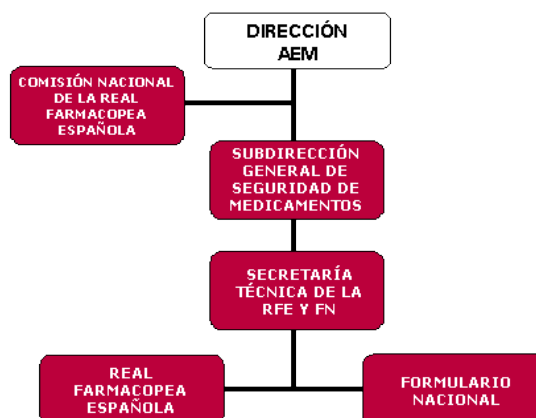 DIRECCIÓN
AEM
COMISIÓN NACIONAL
DE LA REAL
FARMACOPEA
ESPAÑOLA
SUBDIRECCIÓN
GENERAL DE
SEGURIDAD DE
MEDICAMENTOS
SECRETARÍA
TÉCNICA DE LA
RFE Y FN
REAL
FARMACOPEA
ESPAÑOLA
FORMULARIO
NACIONAL